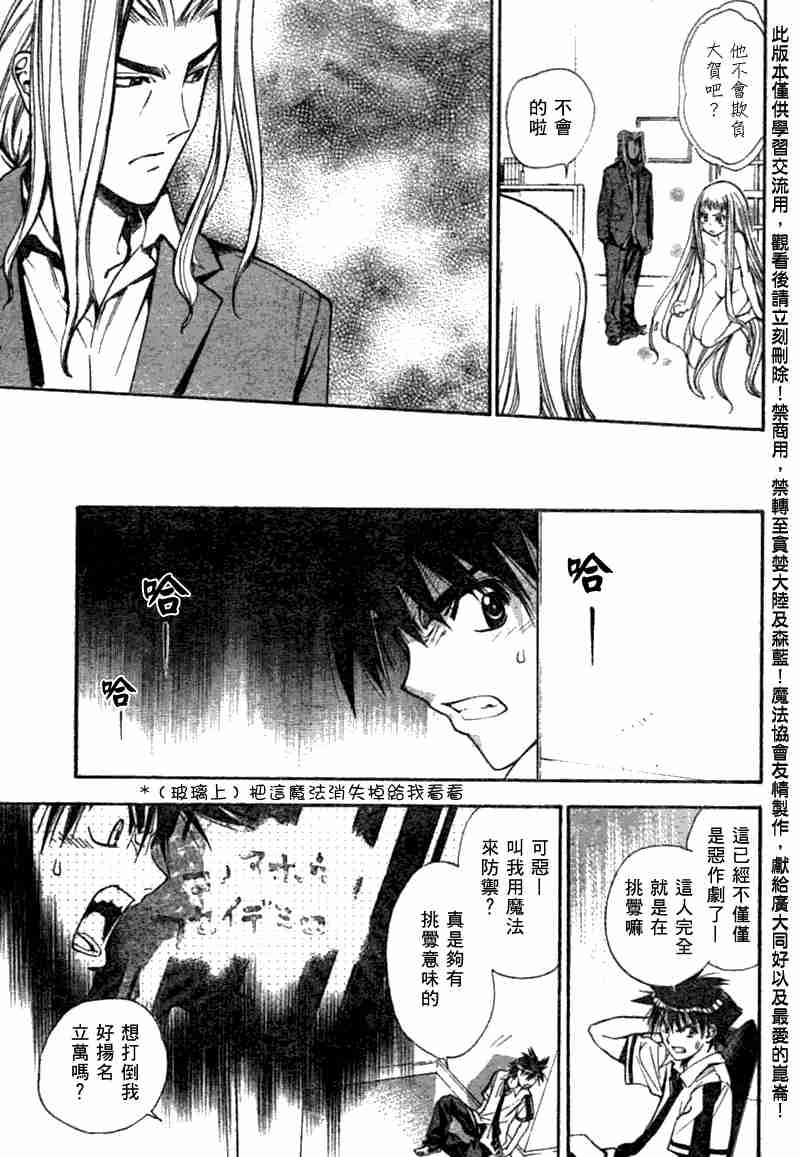 他不會欺負
大賀吧？
不會
的啦
哈
哈
哈
*（玻璃上）把這魔法消失掉給我看看
這已經不僅僅
是惡作劇了—
這人完全
就是在
挑釁嘛
可惡—
叫我用魔法
來防禦？
真是夠有
挑釁意味的
想打倒我
好揚名
立萬嗎？
此版本僅供學習交流用，觀看後請立刻刪除！禁商用，禁轉至貪婪大陸及森藍！魔法協會友情製作，獻給廣大同好以及最愛的崑崙！